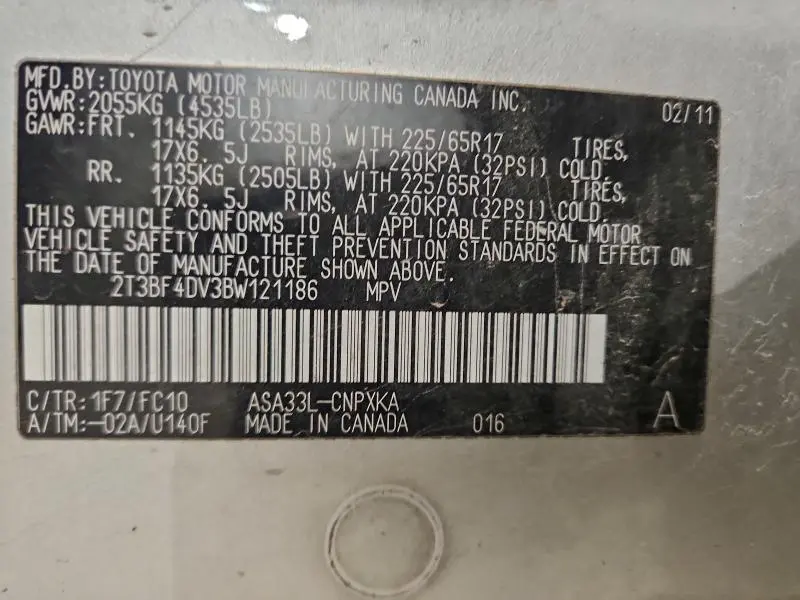 MFD.BY:TOYOTA MOTOR MANUFACTURING CANADA INC.
GVWR:2055KG (4535LB) 02/11
GAWR:FRT. 1145KG (2535LB) WITH 225/65R17 TIRES,
17X6.5J RIMS, AT 220KPA (32PSI) COLD.
RR. 1135KG (2505LB) WITH 225/65R17 TIRES,
17X6.5J RIMS, AT 220KPA (32PSI) COLD.
THIS VEHICLE CONFORMS TO ALL APPLICABLE FEDERAL MOTOR
VEHICLE SAFETY AND THEFT PREVENTION STANDARDS IN EFFECT ON
THE DATE OF MANUFACTURE SHOWN ABOVE.
2T3BF4DV3BW121186 MPV
C/TR:1F7/FC10 ASA33L-CNPXKA
A/TM:-02A/U140F MADE IN CANADA 016 A